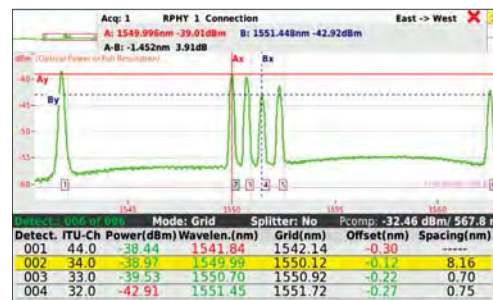 Acq: 1 RPHY 1 Connection East -> West
A: 1549.996nm -39.01dBm B: 1551.448nm -42.92dBm
A-B: -1.452nm 3.91dB
dBm (Optical Power in Full Resolution)
Ax Bx
Ay
-40
By
-45
-50
-55
-60
1 2 3 4 5
1545 1550 1555 1560
Detect.: 006 of 006 Mode: Grid Splitter: No Pcomp: -32.46 dBm/ 567.8 n
Detect. ITU-Ch Power(dBm) Wavelen.(nm) Grid(nm) Offset(nm) Spacing(nm)
001 44.0 -38.44 1541.84 1542.14 -0.30 -----
002 34.0 -38.97 1549.99 1550.12 -0.12 8.16
003 33.0 -39.53 1550.70 1550.92 -0.22 0.70
004 32.0 -42.91 1551.45 1551.72 -0.27 0.75